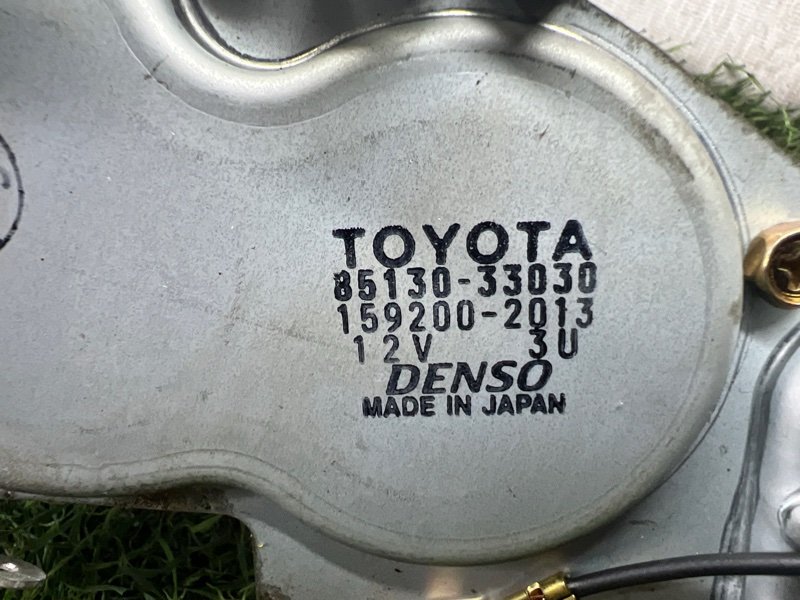 TOYOTA
85130-33030
159200-2013
12V 3U
DENSO
MADE IN JAPAN